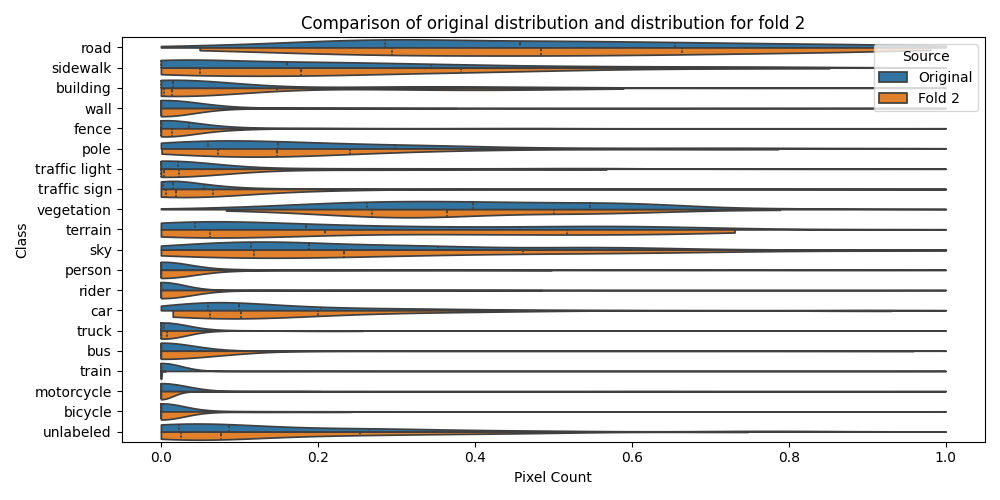 Comparison of original distribution and distribution for fold 2
Class
road
sidewalk
building
wall
fence
pole
traffic light
traffic sign
vegetation
terrain
sky
person
rider
car
truck
bus
train
motorcycle
bicycle
unlabeled
Source
Original
Fold 2
0.0 0.2 0.4 0.6 0.8 1.0
Pixel Count